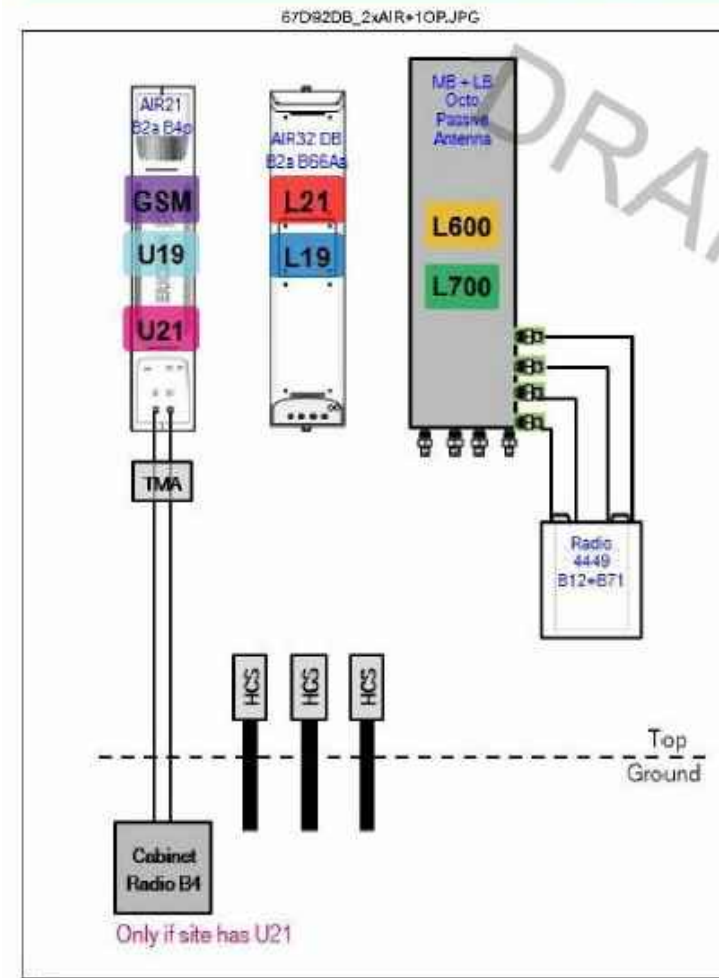 67D92DB_2xAIR+1OP.JPG
AIR21
B2a B4p
GSM
U19
U21
TMA
AIR32 DB
B2a B66Aa
L21
L19
MB + LB
Octo
Passive
Antenna
L600
L700
Radio
4449
B12+B71
HCS
HCS
HCS
Top
Ground
Cabinet
Radio B4
Only if site has U21